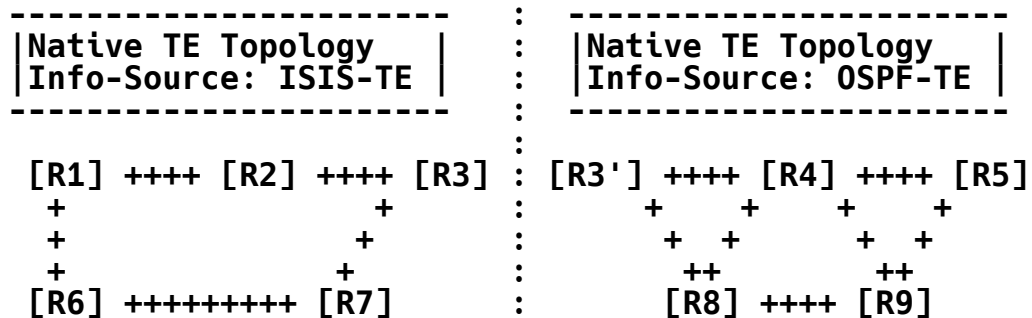 -----------------------   :   -----------------------
|Native TE Topology   |   :   |Native TE Topology   |
|Info-Source: ISIS-TE |   :   |Info-Source: OSPF-TE |
-----------------------   :   -----------------------
                          :
 [R1] ++++ [R2] ++++ [R3] : [R3'] ++++ [R4] ++++ [R5]
  +                +      :      +    +    +    +
  +               +       :       +  +      +  +
  +              +        :        ++        ++
 [R6] +++++++++ [R7]      :       [R8] ++++ [R9]